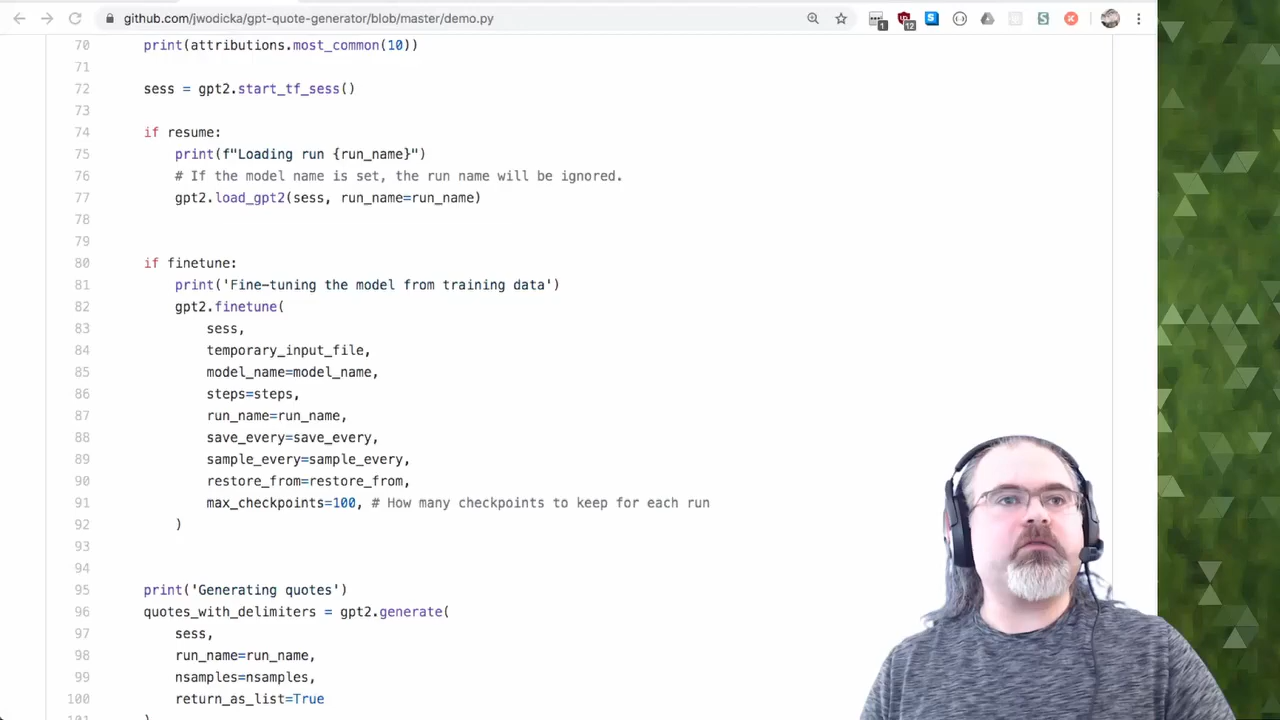 github.com/jwodicka/gpt-quote-generator/blob/master/demo.py
1
12
70 print(attributions.most_common(10))
71
72 sess = gpt2.start_tf_sess()
73
74 if resume:
75 print(f"Loading run {run_name}")
76 # If the model name is set, the run name will be ignored.
77 gpt2.load_gpt2(sess, run_name=run_name)
78
79
80 if finetune:
81 print('Fine-tuning the model from training data')
82 gpt2.finetune(
83 sess,
84 temporary_input_file,
85 model_name=model_name,
86 steps=steps,
87 run_name=run_name,
88 save_every=save_every,
89 sample_every=sample_every,
90 restore_from=restore_from,
91 max_checkpoints=100, # How many checkpoints to keep for each run
92 )
93
94
95 print('Generating quotes')
96 quotes_with_delimiters = gpt2.generate(
97 sess,
98 run_name=run_name,
99 nsamples=nsamples,
100 return_as_list=True
101 )